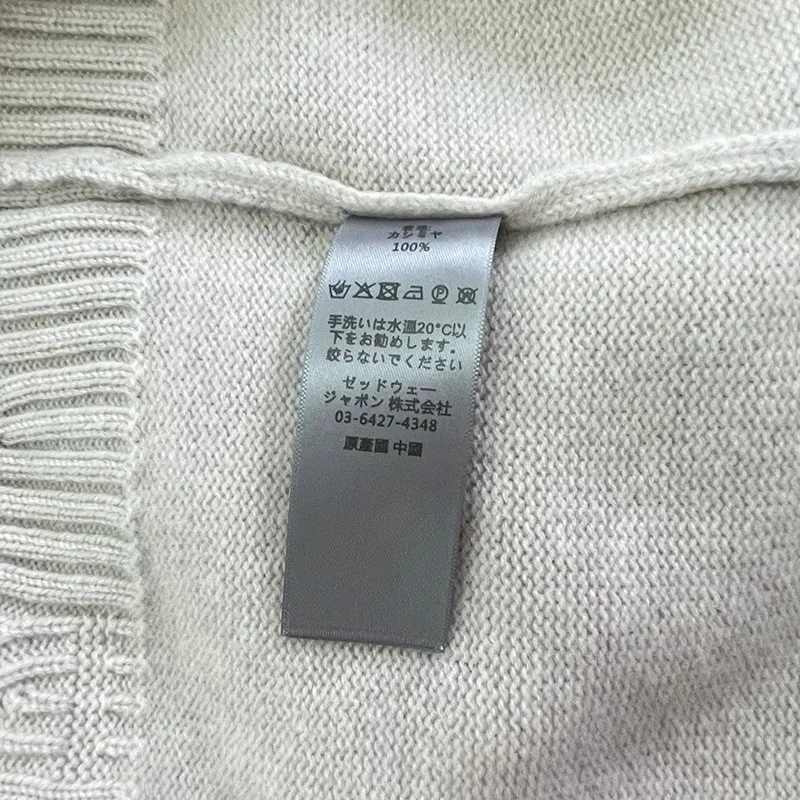 カシミヤ
100%
手洗いは水温20°C以
下をお勧めします。
絞らないでください
ゼッドウェー
ジャポン 株式会社
03-6427-4348
原產國 中國